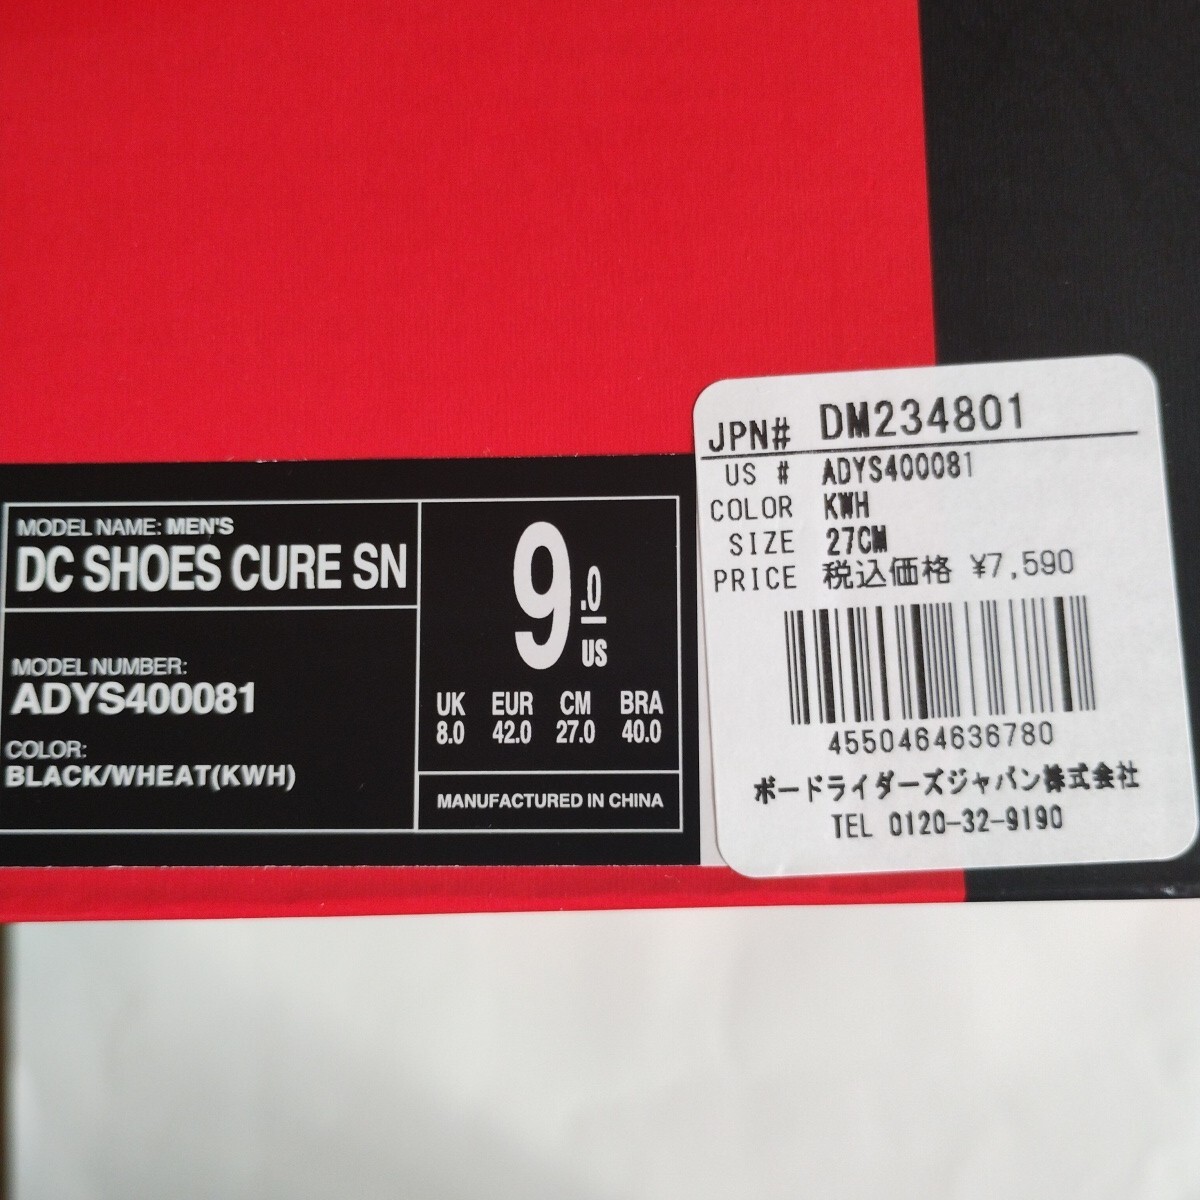 MODEL NAME: MEN'S
DC SHOES CURE SN
MODEL NUMBER:
ADYS400081
COLOR:
BLACK/WHEAT(KWH)
9.0
US
UK EUR CM BRA
8.0 42.0 27.0 40.0
MANUFACTURED IN CHINA
JPN# DM234801
US # ADYS400081
COLOR KWH
SIZE 27CM
PRICE 税込価格 ¥7,590
4550464636780
ボードライダーズジャパン株式会社
TEL 0120-32-9190